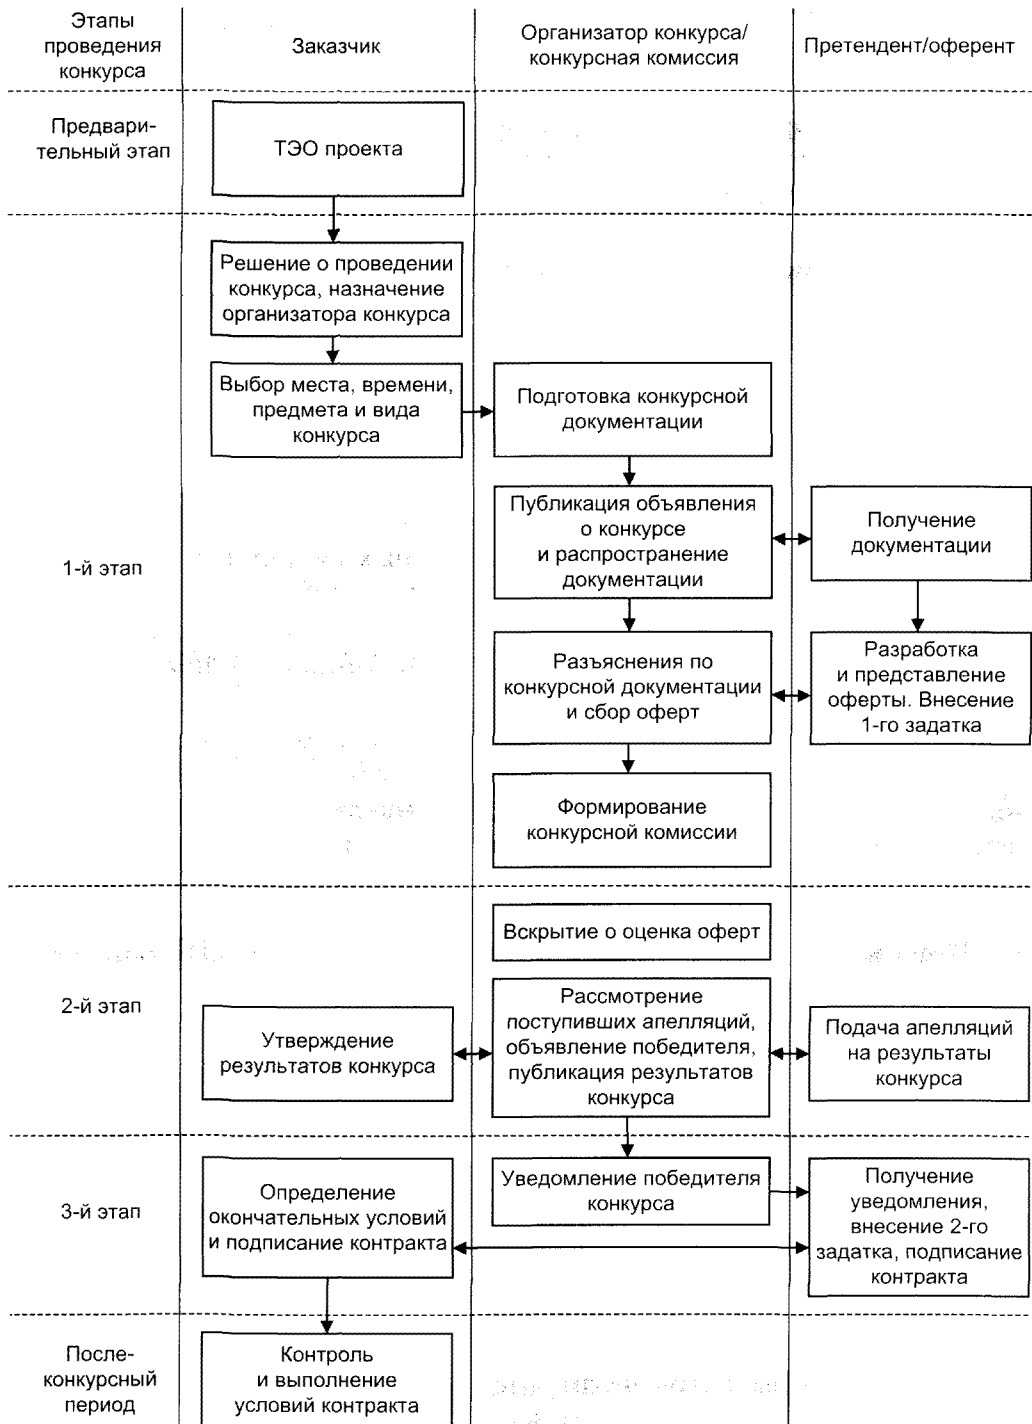 Этапы
проведения
конкурса
Заказчик
Организатор конкурса/
конкурсная комиссия
Претендент/оферент
Предвари-
тельный этап
ТЭО проекта
Решение о проведении
конкурса, назначение
организатора конкурса
Выбор места, времени,
предмета и вида
конкурса
Подготовка конкурсной
документации
1-й этап
Публикация объявления
о конкурсе
и распространение
документации
Получение
документации
Разъяснения по
конкурсной документации
и сбор оферт
Разработка
и представление
оферты. Внесение
1-го задатка
Формирование
конкурсной комиссии
2-й этап
Вскрытие о оценка оферт
Утверждение
результатов конкурса
Рассмотрение
поступивших апелляций,
объявление победителя,
публикация результатов
конкурса
Подача апелляций
на результаты
конкурса
3-й этап
Определение
окончательных условий
и подписание контракта
Уведомление победителя
конкурса
Получение
уведомления,
внесение 2-го
задатка, подписание
контракта
После-
конкурсный
период
Контроль
и выполнение
условий контракта